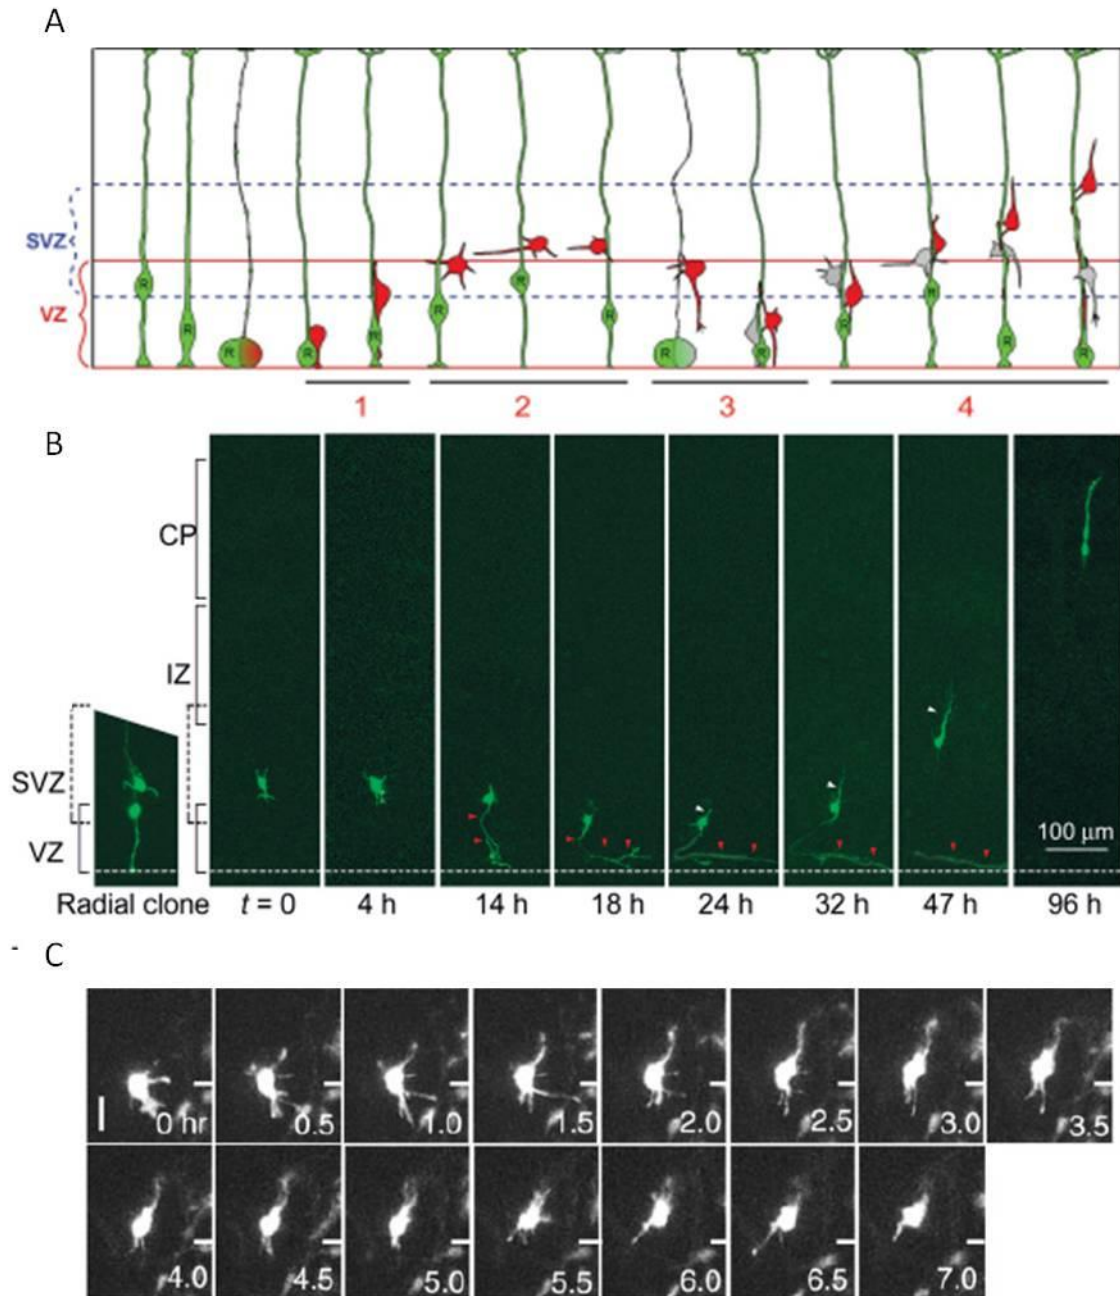 A
SVZ
VZ
R R R R R R R R R R R R R
1 2 3 4
B
CP
IZ
SVZ
VZ
100 μm
Radial clone t = 0 4 h 14 h 18 h 24 h 32 h 47 h 96 h
C
0 hr 0.5 1.0 1.5 2.0 2.5 3.0 3.5
4.0 4.5 5.0 5.5 6.0 6.5 7.0